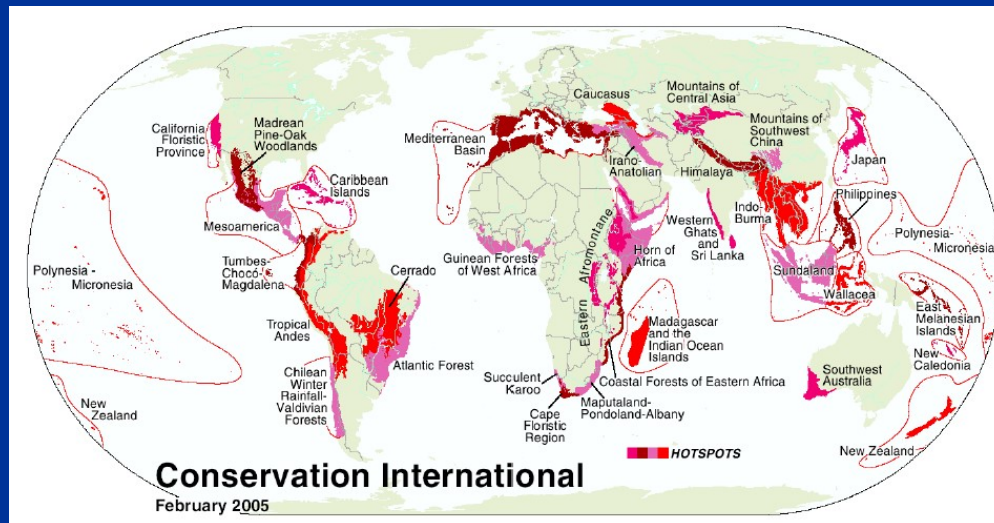 California
Floristic
Province
Madrean
Pine-Oak
Woodlands
Caribbean
Islands
Mesoamerica
Polynesia -
Micronesia
Tumbes-
Chocó-
Magdalena
Tropical
Andes
Cerrado
Atlantic Forest
Chilean
Winter
Rainfall-
Valdivian
Forests
New
Zealand
Mediterranean
Basin
Caucasus
Irano-
Anatolian
Mountains of
Central Asia
Mountains of
Southwest
China
Himalaya
Japan
Indo-
Burma
Philippines
Western
Ghats
and
Sri Lanka
Polynesia-
Micronesia
Guinean Forests
of West Africa
Eastern Afromontane
Horn of
Africa
Sundaland
Wallacea
East
Melanesian
Islands
New
Caledonia
Madagascar
and the
Indian Ocean
Islands
Coastal Forests of Eastern Africa
Succulent
Karoo
Cape
Floristic
Region
Maputaland-
Pondoland-Albany
Southwest
Australia
New Zealand
HOTSPOTS
Conservation International
February 2005